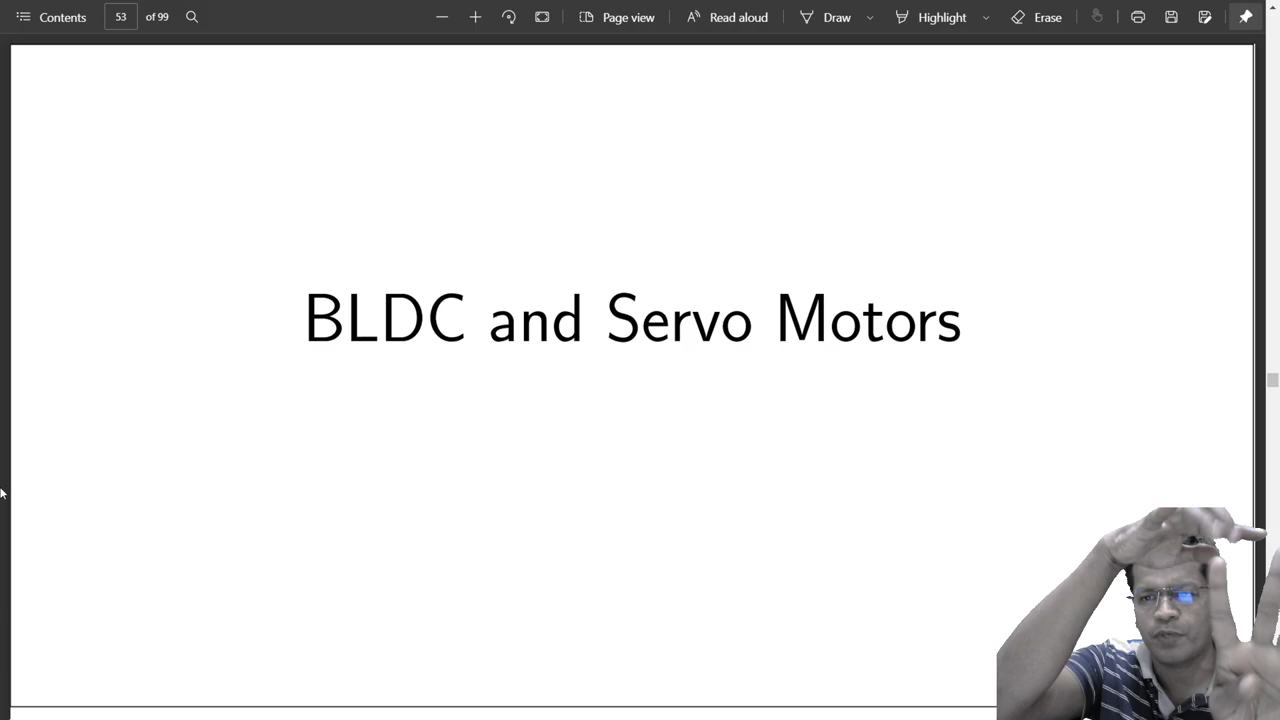 Contents 53 of 99 Page view Read aloud Draw Highlight Erase
BLDC and Servo Motors